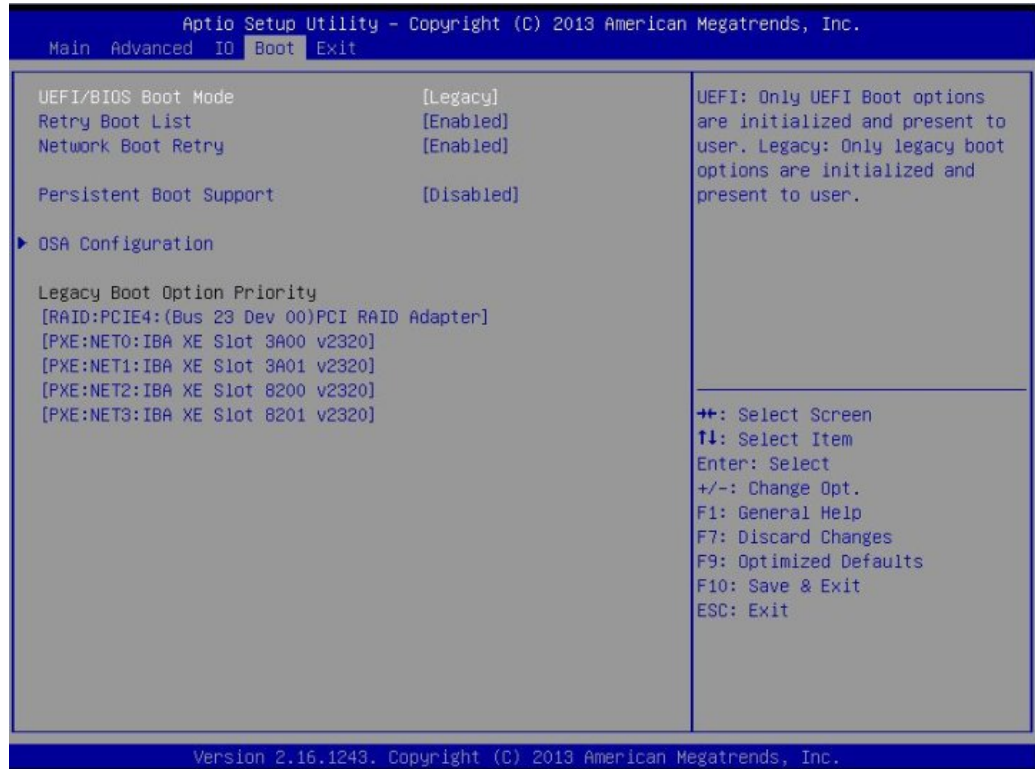 Aptio Setup Utility – Copyright (C) 2013 American Megatrends, Inc.
Main Advanced IO Boot Exit
UEFI/BIOS Boot Mode [Legacy]
Retry Boot List [Enabled]
Network Boot Retry [Enabled]
Persistent Boot Support [Disabled]
OSA Configuration
Legacy Boot Option Priority
[RAID:PCIE4:(Bus 23 Dev 00)PCI RAID Adapter]
[PXE:NET0:IBA XE Slot 3A00 v2320]
[PXE:NET1:IBA XE Slot 3A01 v2320]
[PXE:NET2:IBA XE Slot 8200 v2320]
[PXE:NET3:IBA XE Slot 8201 v2320]
UEFI: Only UEFI Boot options
are initialized and present to
user. Legacy: Only legacy boot
options are initialized and
present to user.
→←: Select Screen
↑↓: Select Item
Enter: Select
+/-: Change Opt.
F1: General Help
F7: Discard Changes
F9: Optimized Defaults
F10: Save & Exit
ESC: Exit
Version 2.16.1243. Copyright (C) 2013 American Megatrends, Inc.